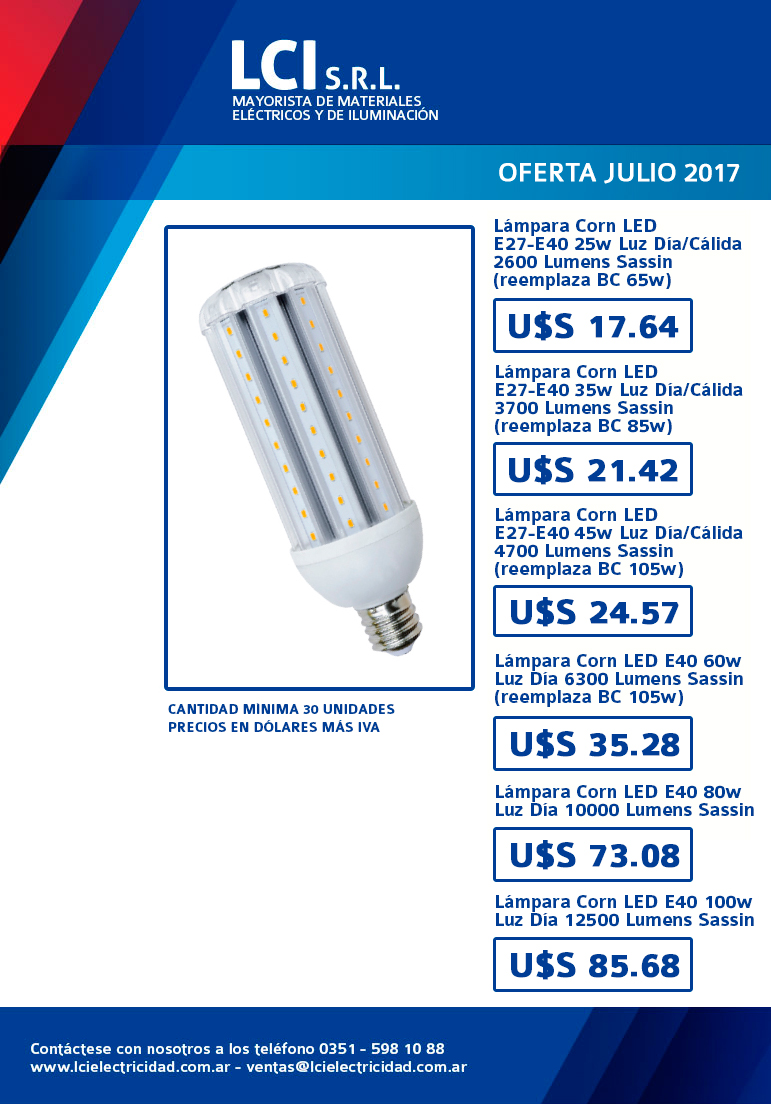 LCI S.R.L.
MAYORISTA DE MATERIALES
ELÉCTRICOS Y DE ILUMINACIÓN
OFERTA JULIO 2017
Lámpara Corn LED
E27-E40 25w Luz Día/Cálida
2600 Lumens Sassin
(reemplaza BC 65w)
U$S 17.64
Lámpara Corn LED
E27-E40 35w Luz Día/Cálida
3700 Lumens Sassin
(reemplaza BC 85w)
U$S 21.42
Lámpara Corn LED
E27-E40 45w Luz Día/Cálida
4700 Lumens Sassin
(reemplaza BC 105w)
U$S 24.57
Lámpara Corn LED E40 60w
Luz Día 6300 Lumens Sassin
(reemplaza BC 105w)
U$S 35.28
Lámpara Corn LED E40 80w
Luz Día 10000 Lumens Sassin
U$S 73.08
Lámpara Corn LED E40 100w
Luz Día 12500 Lumens Sassin
U$S 85.68
CANTIDAD MINIMA 30 UNIDADES
PRECIOS EN DÓLARES MÁS IVA
Contáctese con nosotros a los teléfono 0351 - 598 10 88
www.lcielectricidad.com.ar - ventas@lcielectricidad.com.ar